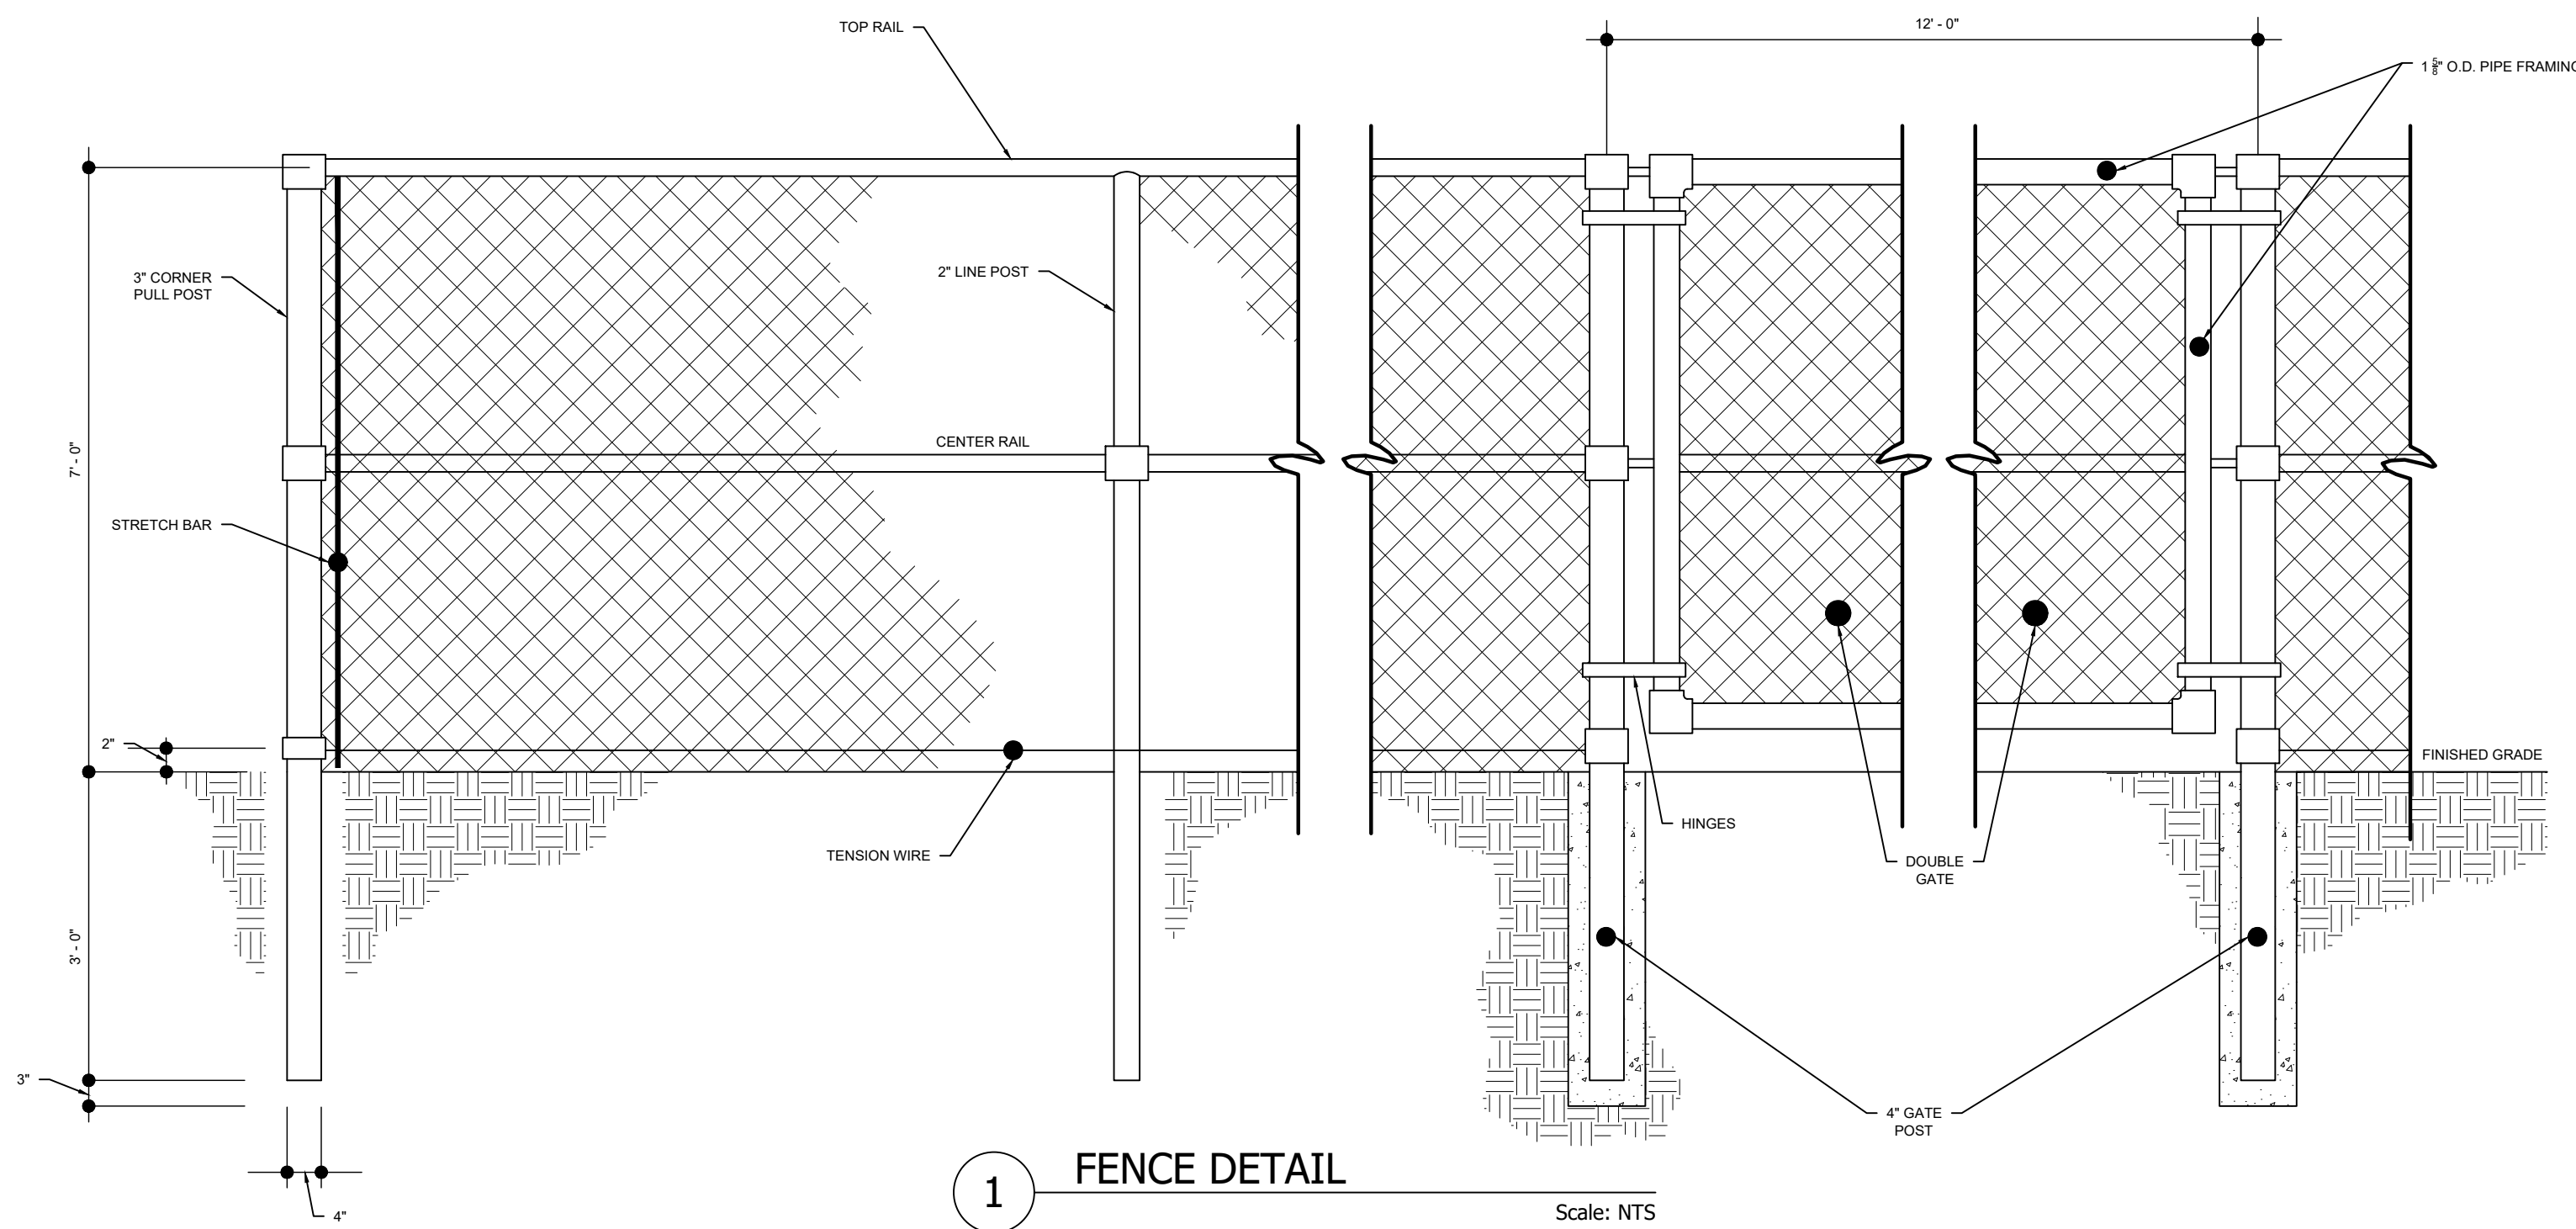 TOP RAIL
12' - 0"
1 5/8" O.D. PIPE FRAMING
3" CORNER
PULL POST
2" LINE POST
CENTER RAIL
7' - 0"
STRETCH BAR
2"
FINISHED GRADE
HINGES
TENSION WIRE
DOUBLE
GATE
3' - 0"
3"
4" GATE
POST
4"
1
FENCE DETAIL
Scale: NTS